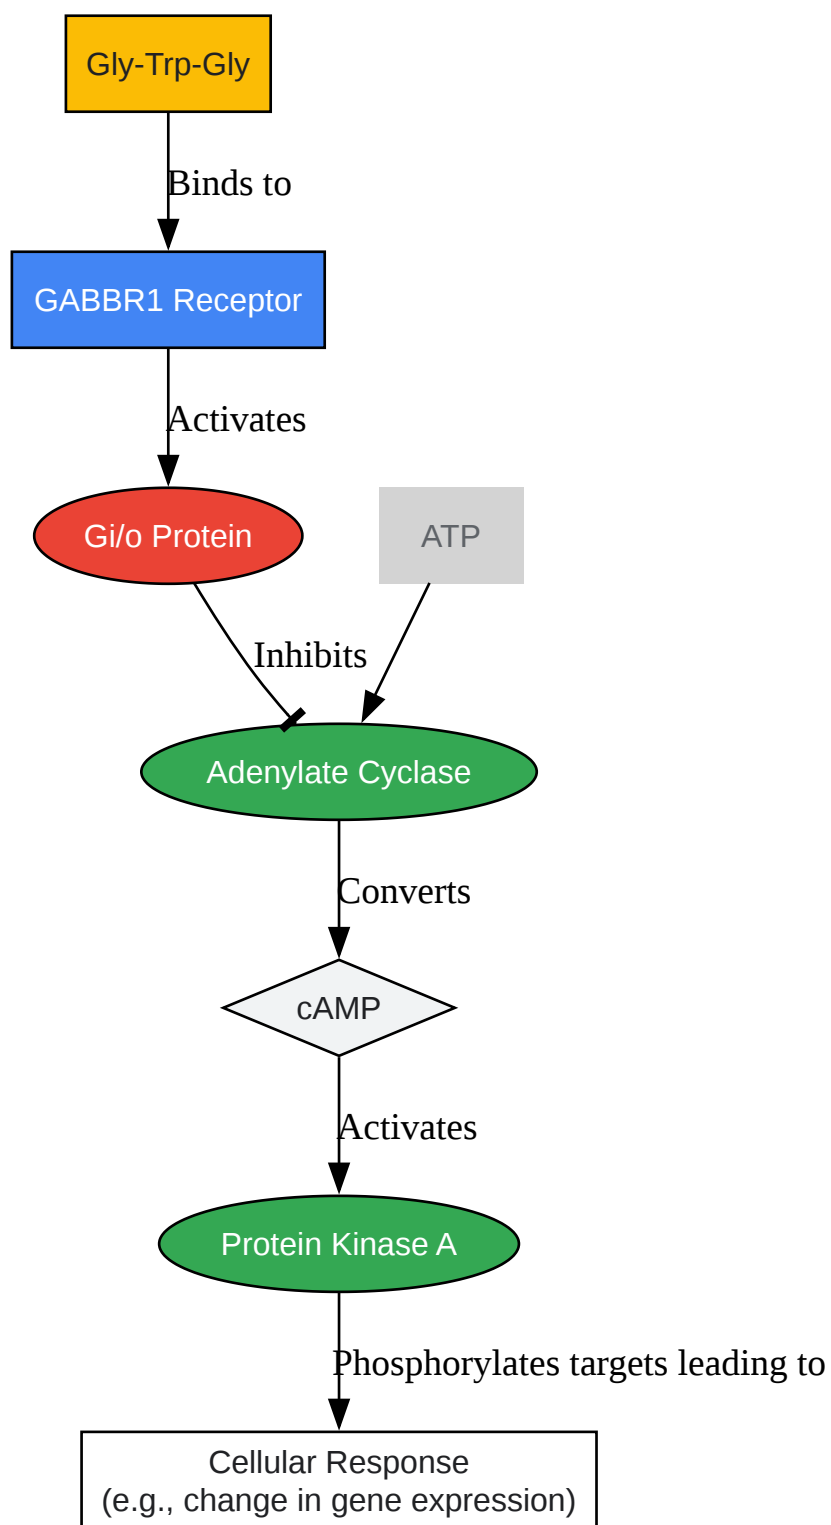 Gly-Trp-Gly
Binds to
GABBR1 Receptor
Activates
Gi/o Protein
ATP
Inhibits
Adenylate Cyclase
Converts
cAMP
Activates
Protein Kinase A
Phosphorylates targets leading to
Cellular Response
(e.g., change in gene expression)